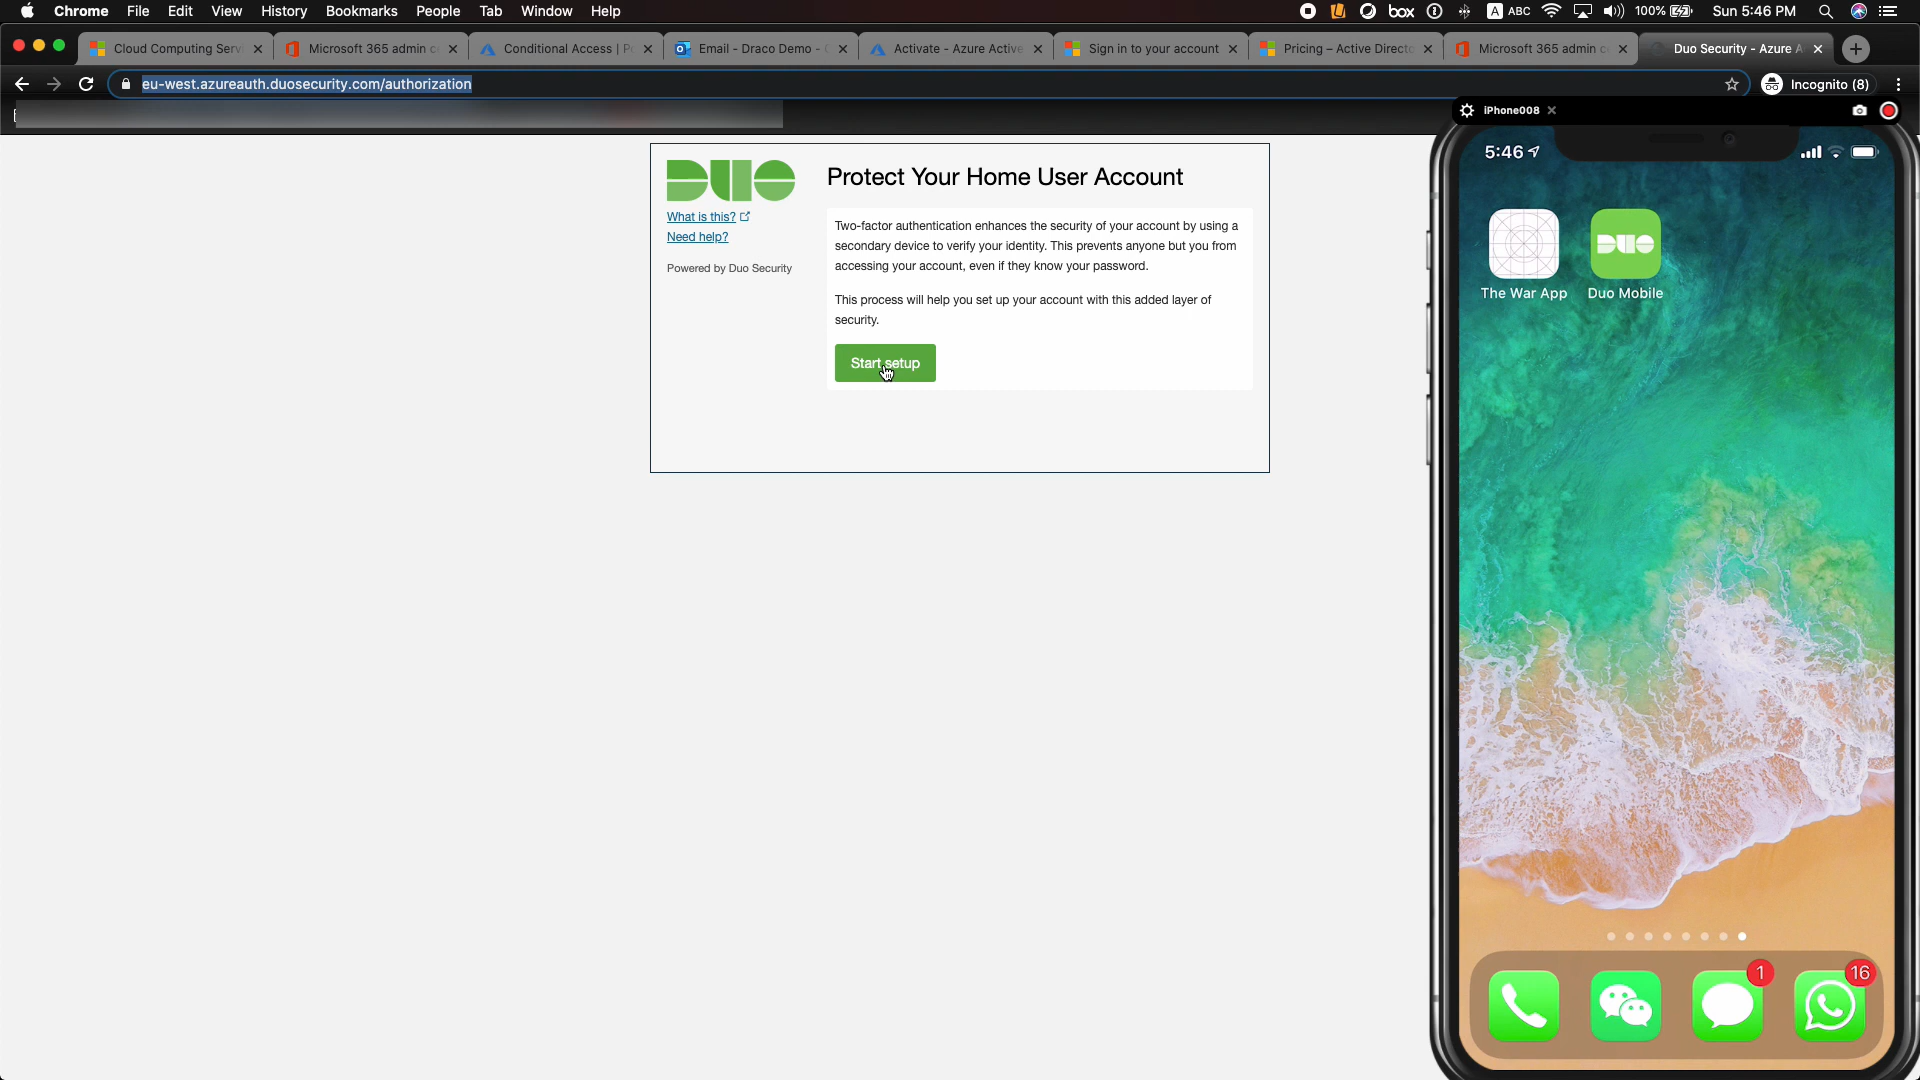 Chrome File Edit View History Bookmarks People Tab Window Help
box A ABC 100% Sun 5:46 PM
Cloud Computing Serv
Microsoft 365 admin c
Conditional Access | P
Email - Draco Demo -
Activate - Azure Active
Sign in to your account
Pricing – Active Direct
Microsoft 365 admin c
Duo Security - Azure A
eu-west.azureauth.duosecurity.com/authorization
Incognito (8)
iPhone008
5:46
DUO
What is this?
Need help?
Powered by Duo Security
Protect Your Home User Account
Two-factor authentication enhances the security of your account by using a
secondary device to verify your identity. This prevents anyone but you from
accessing your account, even if they know your password.
This process will help you set up your account with this added layer of
security.
Start setup
DUO
The War App
Duo Mobile
1
16